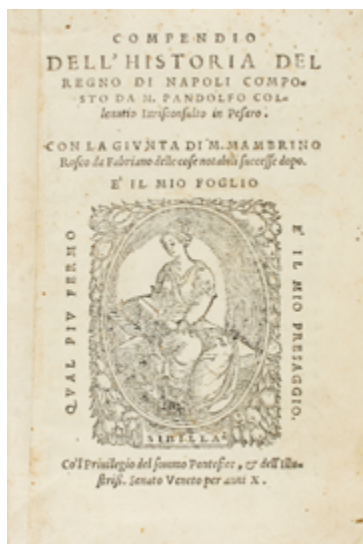 COMPENDIO
DELL'HISTORIA DEL
REGNO DI NAPOLI COMPO-
STO DA M. PANDOLFO COL-
lenutio Iurisconsulto in Pesaro.
CON LA GIVNTA DI M. MAMBRINO
Roseo da Fabriano delle cose notabili successe dopo.
E' IL MIO FOGLIO
QVAL PIV FERMO
E' IL MIO PRESAGGIO.
SIBELLA
Co'l Priuilegio del sommo Pontefice, & dell'Illu-
striss. Senato Veneto per anni X.